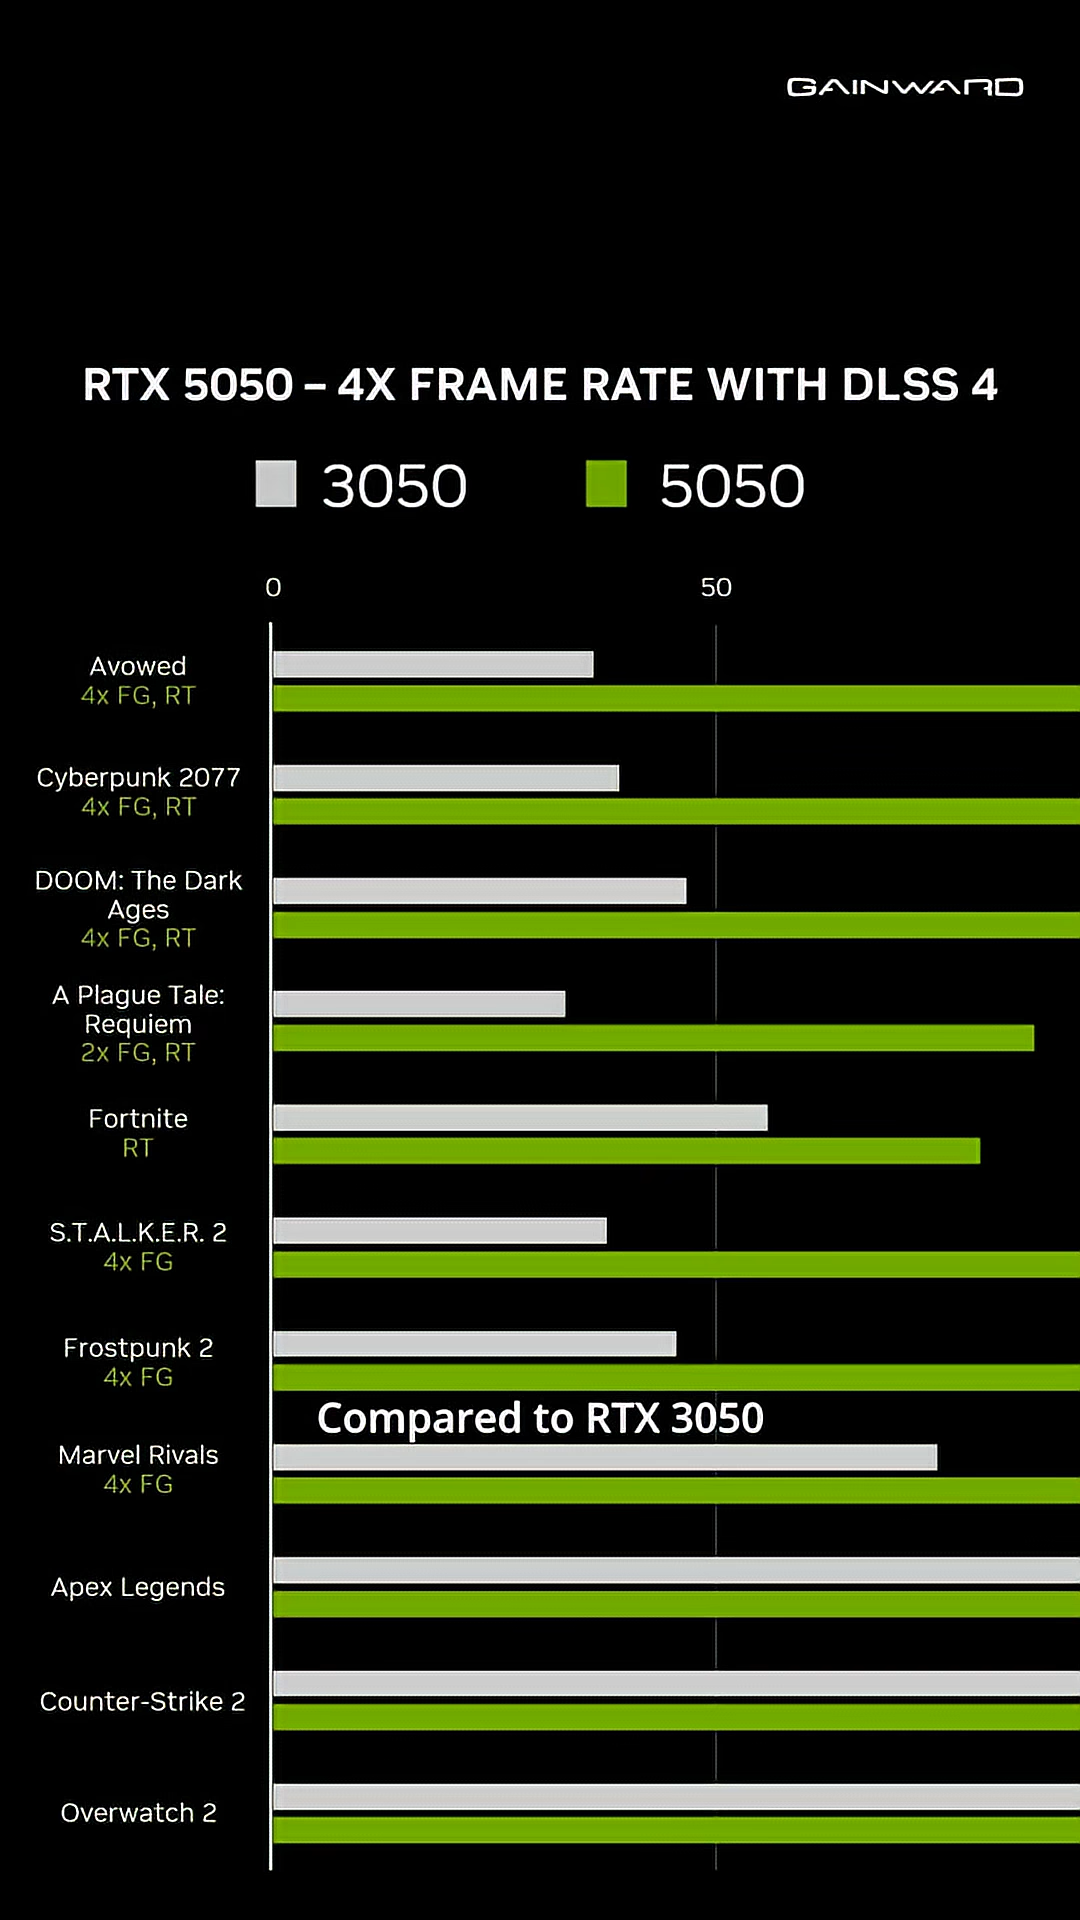 GAINWARD
RTX 5050 – 4X FRAME RATE WITH DLSS 4
3050
5050
0
50
Avowed
4x FG, RT
Cyberpunk 2077
4x FG, RT
DOOM: The Dark
Ages
4x FG, RT
A Plague Tale:
Requiem
2x FG, RT
Fortnite
RT
S.T.A.L.K.E.R. 2
4x FG
Frostpunk 2
4x FG
Compared to RTX 3050
Marvel Rivals
4x FG
Apex Legends
Counter-Strike 2
Overwatch 2